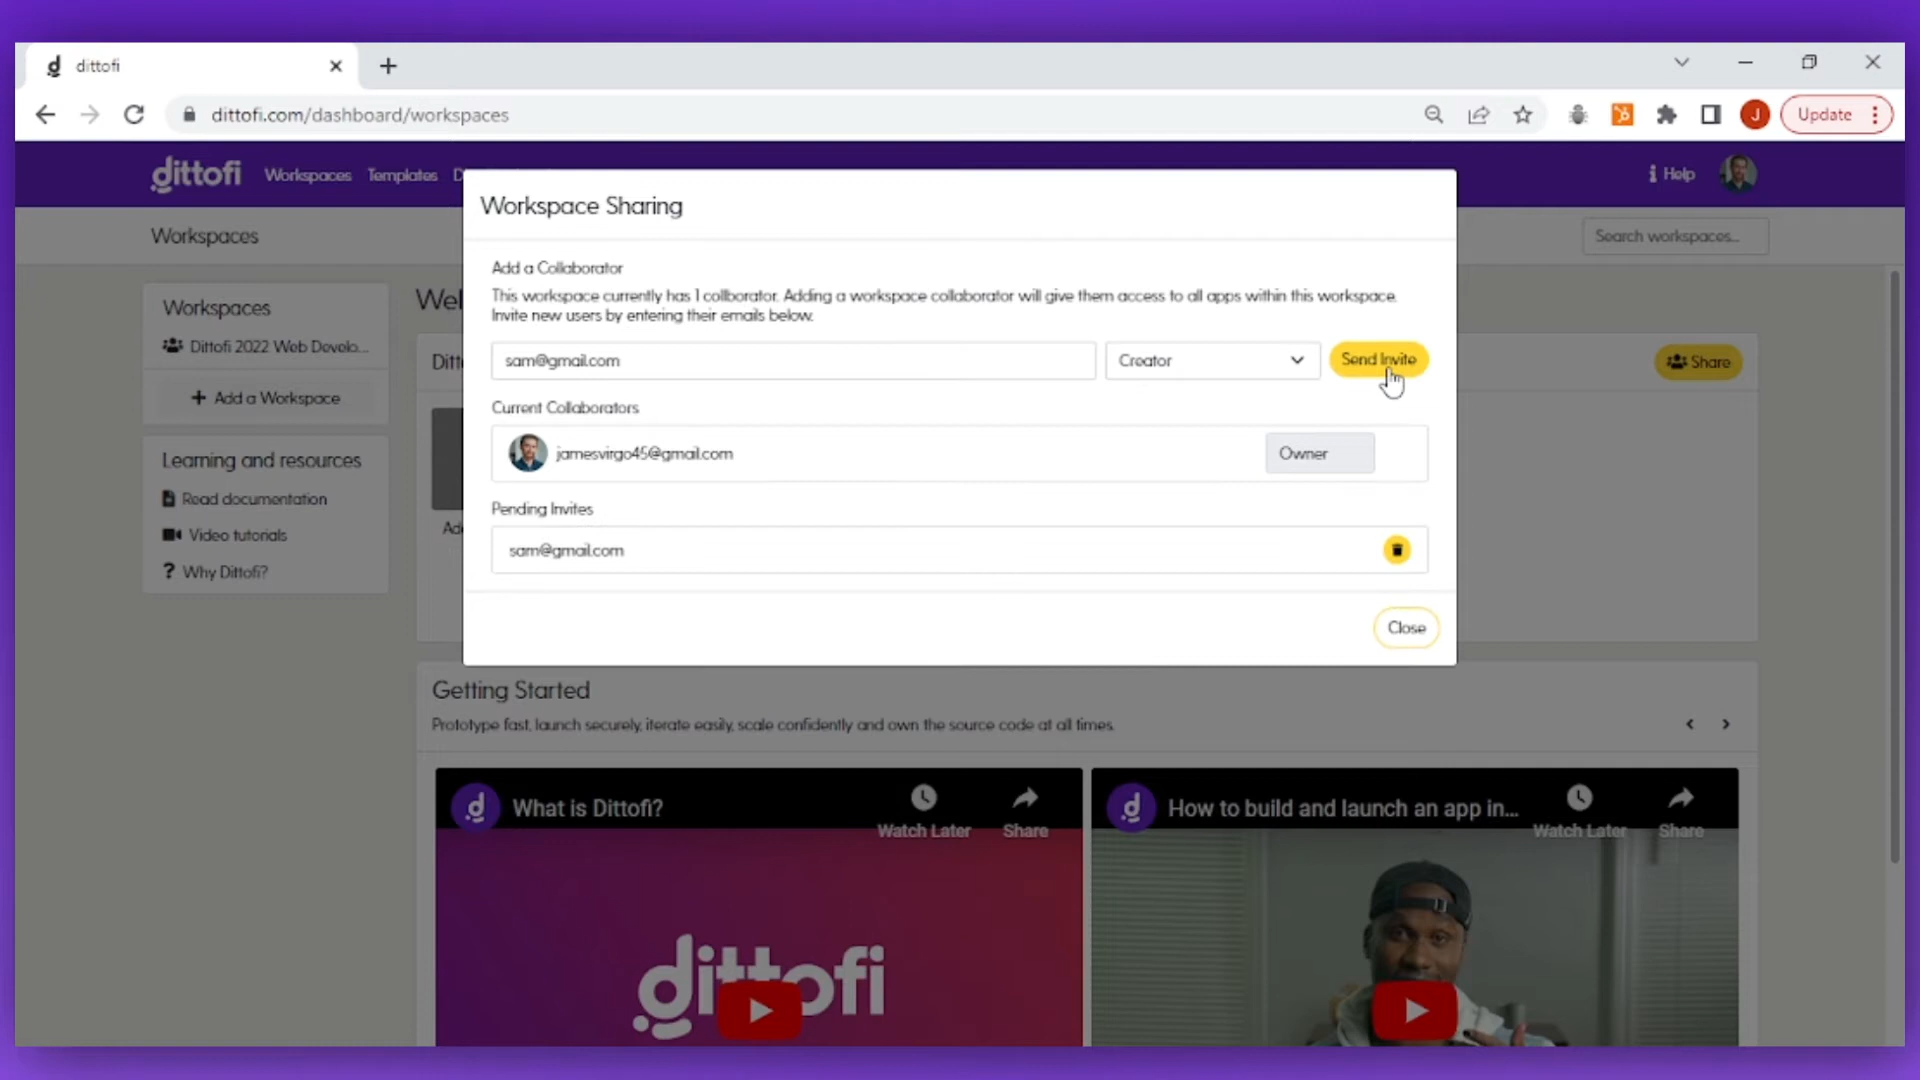 dittofi
dittofi.com/dashboard/workspaces
J
Update
dittofi
Workspaces
Templates
Help
Workspace Sharing
Workspaces
Search workspaces...
Add a Collaborator
This workspace currently has 1 collborator. Adding a workspace collaborator will give them access to all apps within this workspace.
Invite new users by entering their emails below.
Workspaces
Dittofi 2022 Web Develo...
Add a Workspace
sam@gmail.com
Creator
Send Invite
Share
Current Collaborators
jamesvirgo45@gmail.com
Owner
Learning and resources
Read documentation
Video tutorials
? Why Dittofi?
Pending Invites
sam@gmail.com
Close
Getting Started
Prototype fast, launch securely, iterate easily, scale confidently and own the source code at all times.
What is Dittofi?
Watch Later
Share
How to build and launch an app in...
Watch Later
Share
dittofi